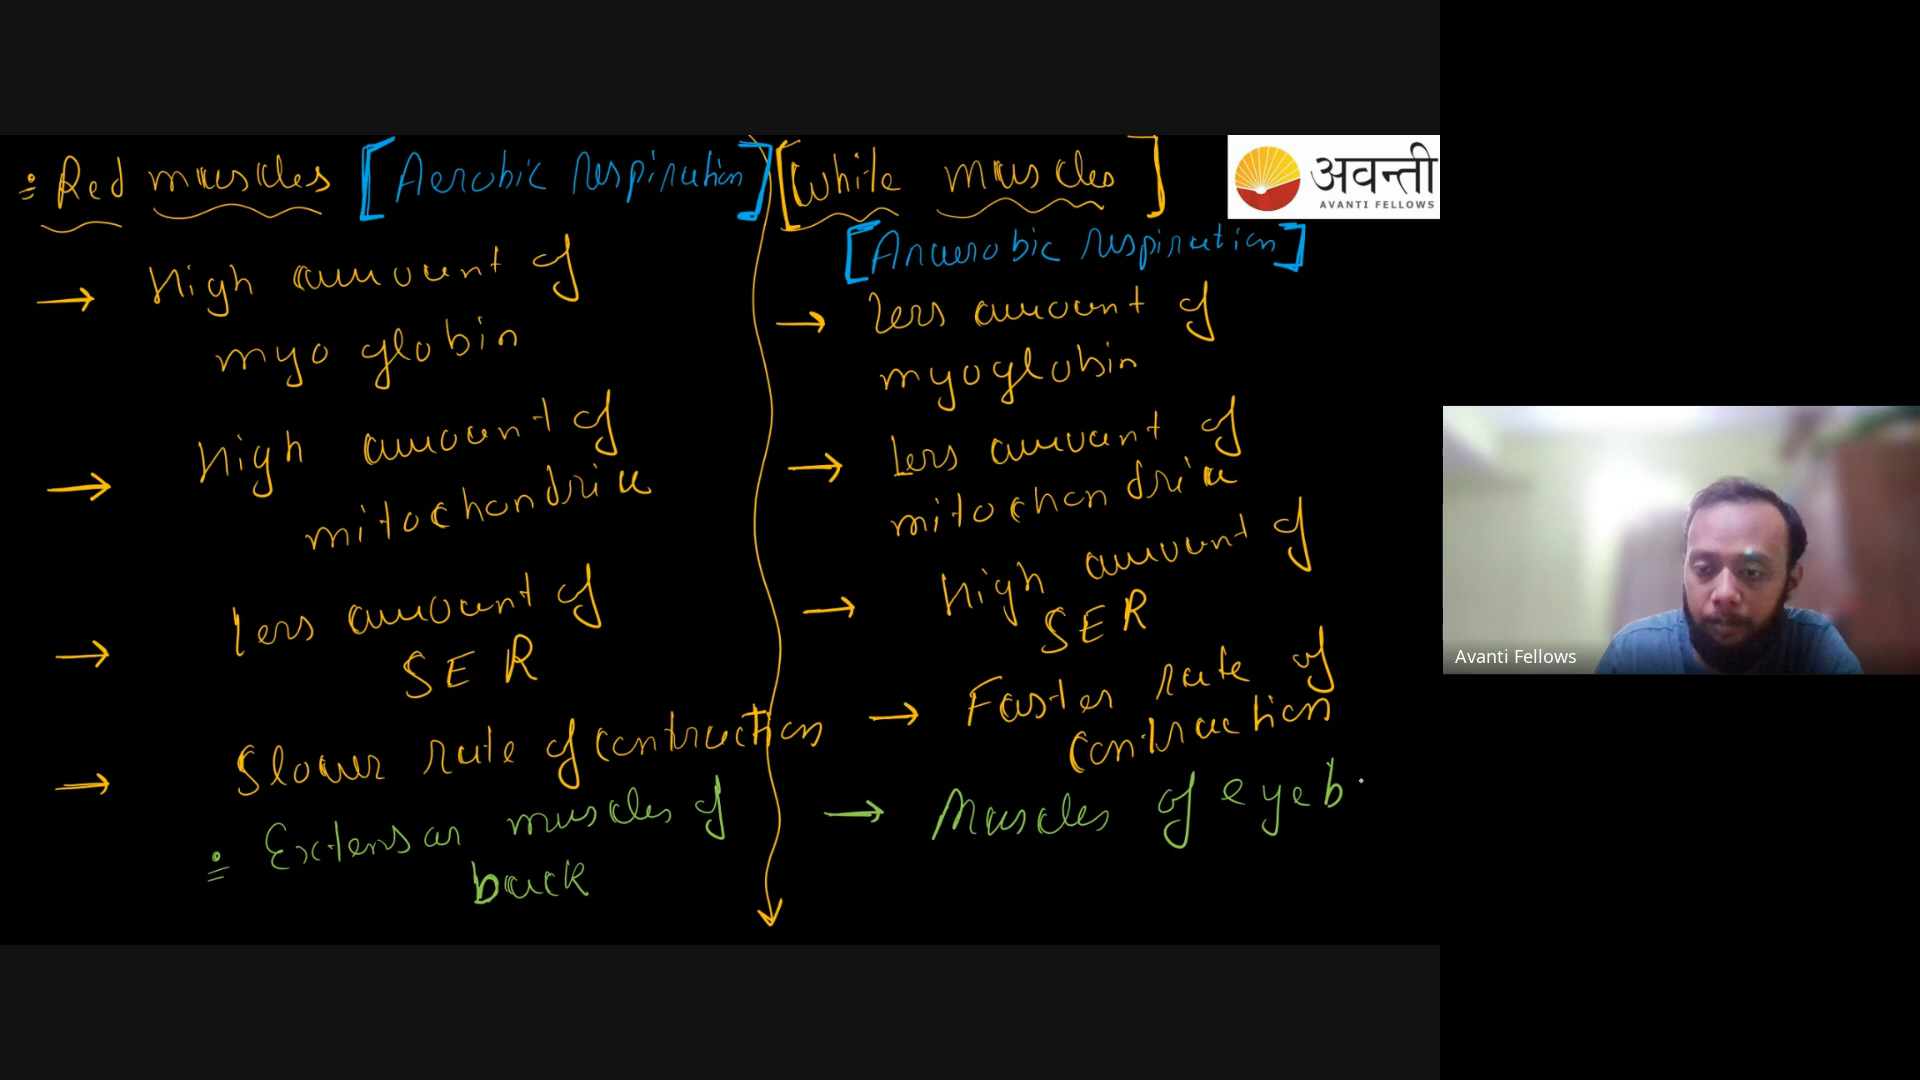 Red muscles [Aerobic respiration]
→ High amount of
myoglobin
→ High amount of
mitochondria
→ less amount of
SER
→ Slower rate of contraction
Extensor muscles of
back
[White muscles]
[Anaerobic respiration]
→ less amount of
myoglobin
→ Less amount of
mitochondria
→ High amount of
SER
→ Faster rate of
contraction
→ Muscles of eyeb
अवन्ती
AVANTI FELLOWS
Avanti Fellows